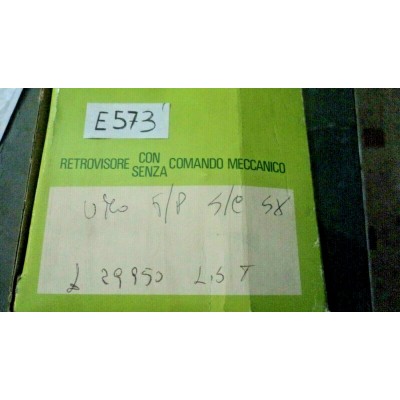 E573
RETROVISORE CON SENZA COMANDO MECCANICO
UNO 5/P S/C SX
£ 29950 LIST